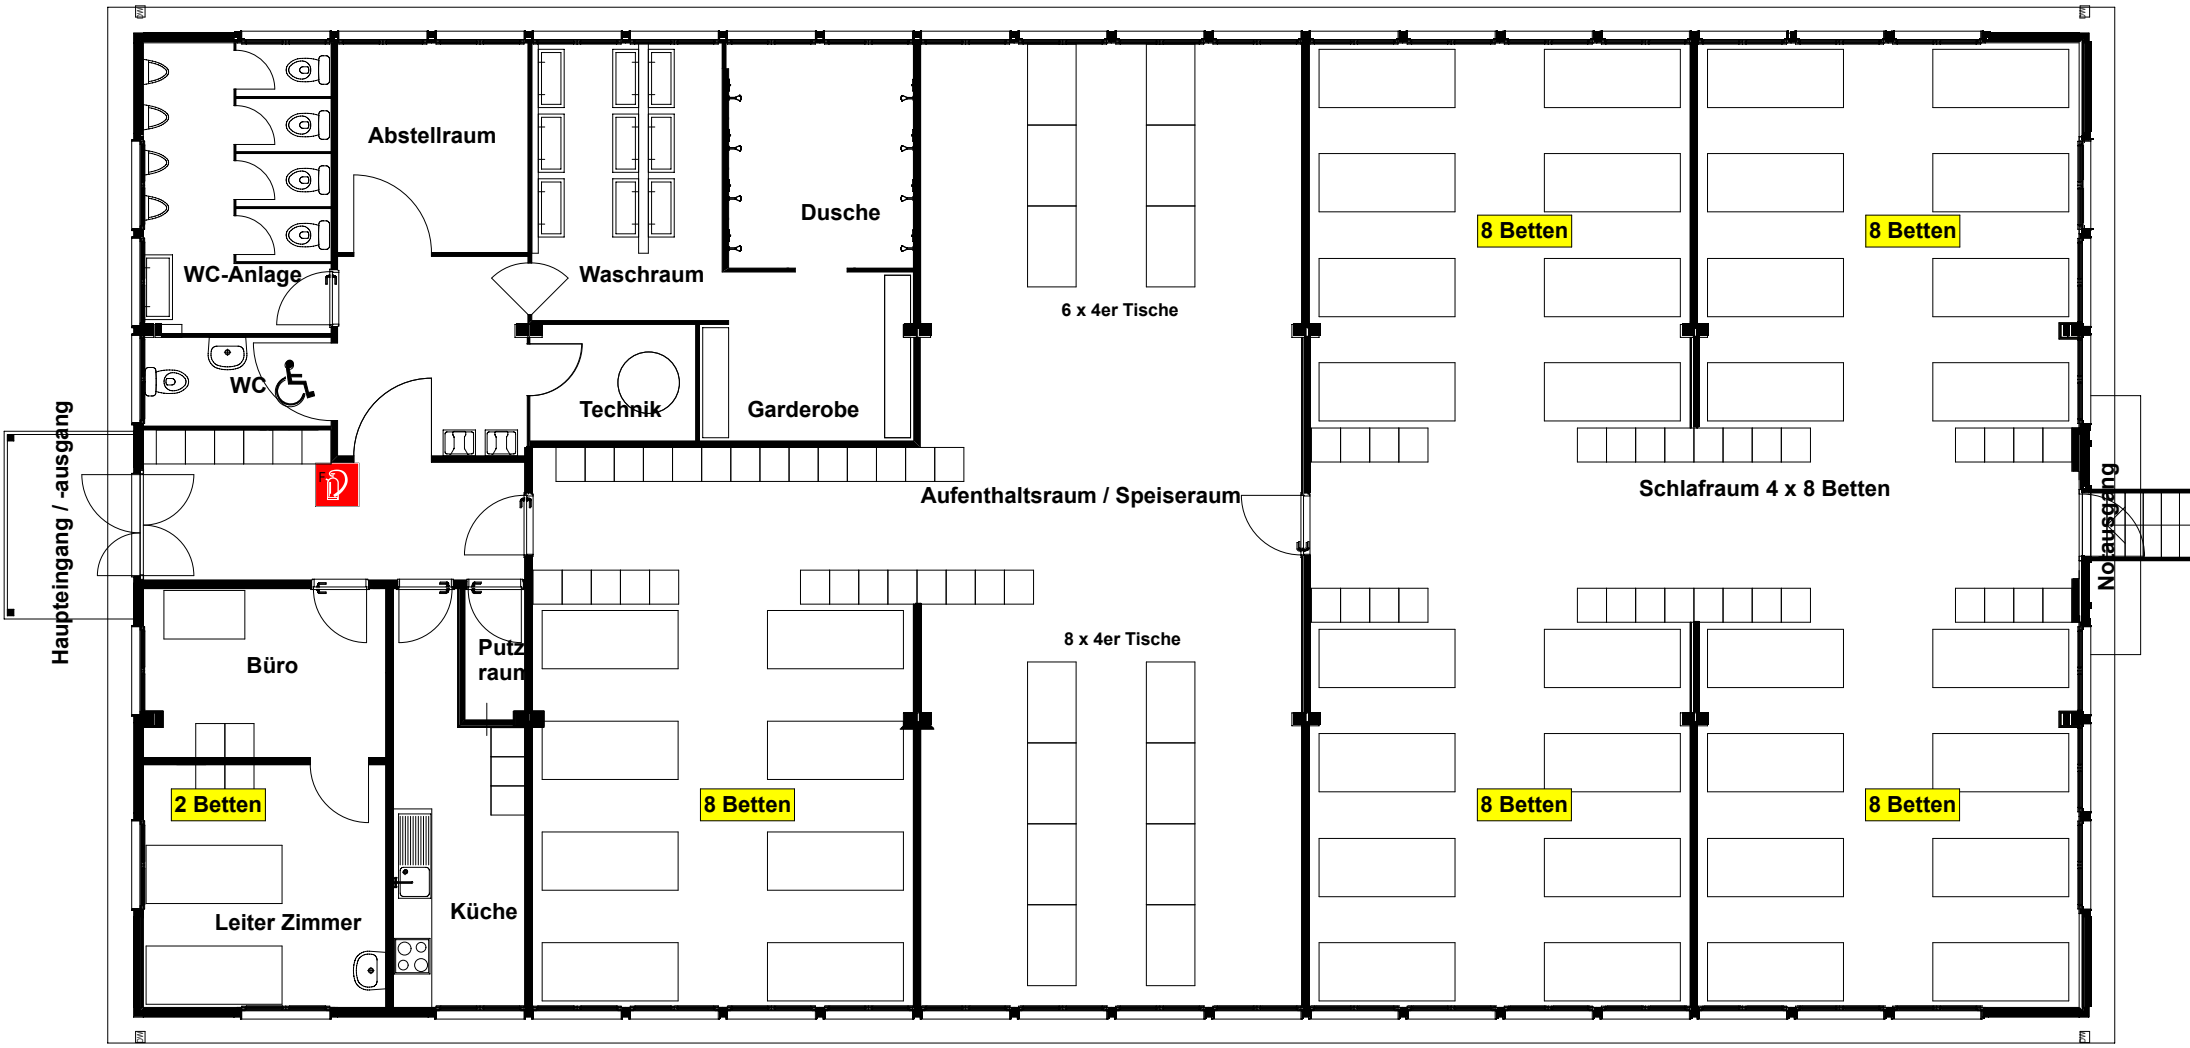 Abstellraum
Dusche
8 Betten
8 Betten
WC-Anlage
Waschraum
6 x 4er Tische
WC
Technik
Garderobe
Haupteingang / -ausgang
F
Aufenthaltsraum / Speiseraum
Schlafraum 4 x 8 Betten
Notausgang
Büro
Putz
raum
8 x 4er Tische
2 Betten
8 Betten
8 Betten
8 Betten
Leiter Zimmer
Küche